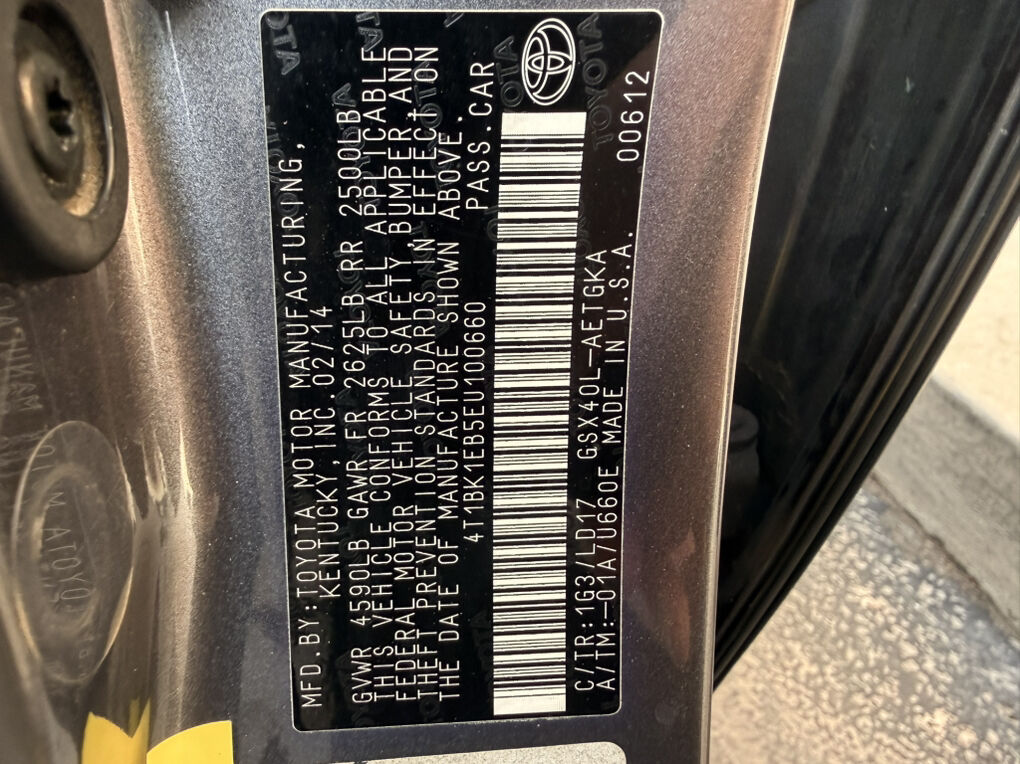 MFD.BY:TOYOTA MOTOR MANUFACTURING,
KENTUCKY, INC. 02/14
GVWR 4590LB GAWR FR 2625LB RR 2500LB
THIS VEHICLE CONFORMS TO ALL APPLICABLE
FEDERAL MOTOR VEHICLE SAFETY, BUMPER, AND
THEFT PREVENTION STANDARDS IN EFFECT ON
THE DATE OF MANUFACTURE SHOWN ABOVE.
4T1BK1EB5EU100660 PASS.CAR
C/TR:1G3/LD17 GSX40L-AETGKA
A/TM:-01A/U660E MADE IN U.S.A. 00612
TOYOTA